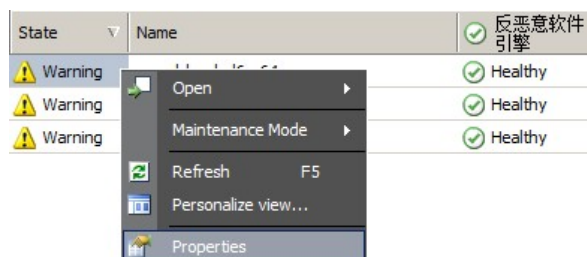 State
Name
反恶意软件
引擎
Warning
Healthy
Open
Warning
Healthy
Maintenance Mode
Warning
Healthy
Refresh F5
Personalize view...
Properties